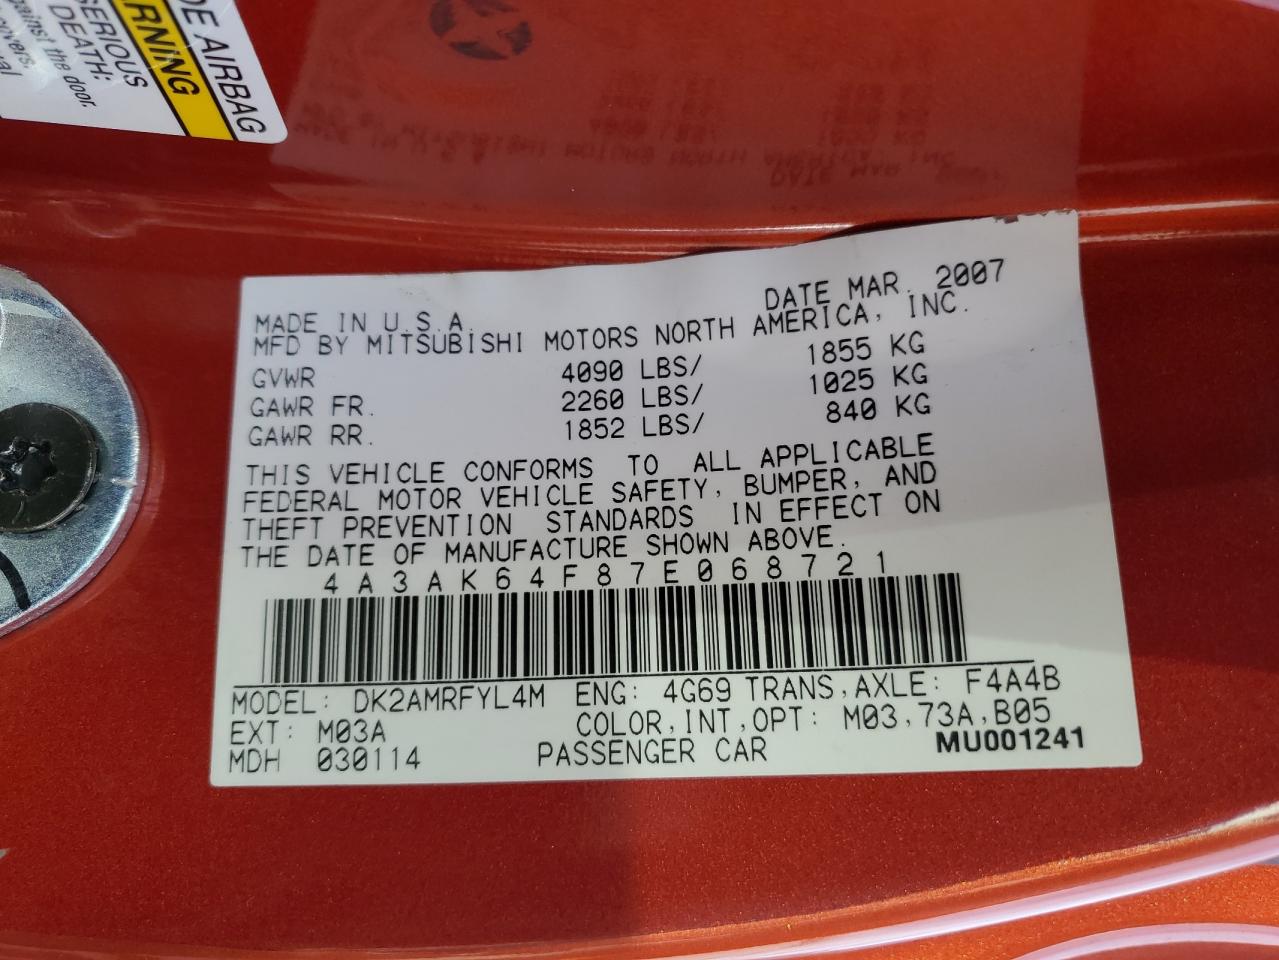 DE AIRBAG
RNING
SERIOUS
DEATH:
against the door.
covers.
MADE IN U.S.A. DATE MAR. 2007
MFD BY MITSUBISHI MOTORS NORTH AMERICA, INC.
GVWR 4090 LBS/ 1855 KG
GAWR FR. 2260 LBS/ 1025 KG
GAWR RR. 1852 LBS/ 840 KG
THIS VEHICLE CONFORMS TO ALL APPLICABLE
FEDERAL MOTOR VEHICLE SAFETY, BUMPER, AND
THEFT PREVENTION STANDARDS IN EFFECT ON
THE DATE OF MANUFACTURE SHOWN ABOVE.
4A3AK64F87E068721
MODEL: DK2AMRFYL4M ENG: 4G69 TRANS,AXLE: F4A4B
EXT: M03A COLOR,INT,OPT: M03,73A,B05
MDH 030114 PASSENGER CAR MU001241